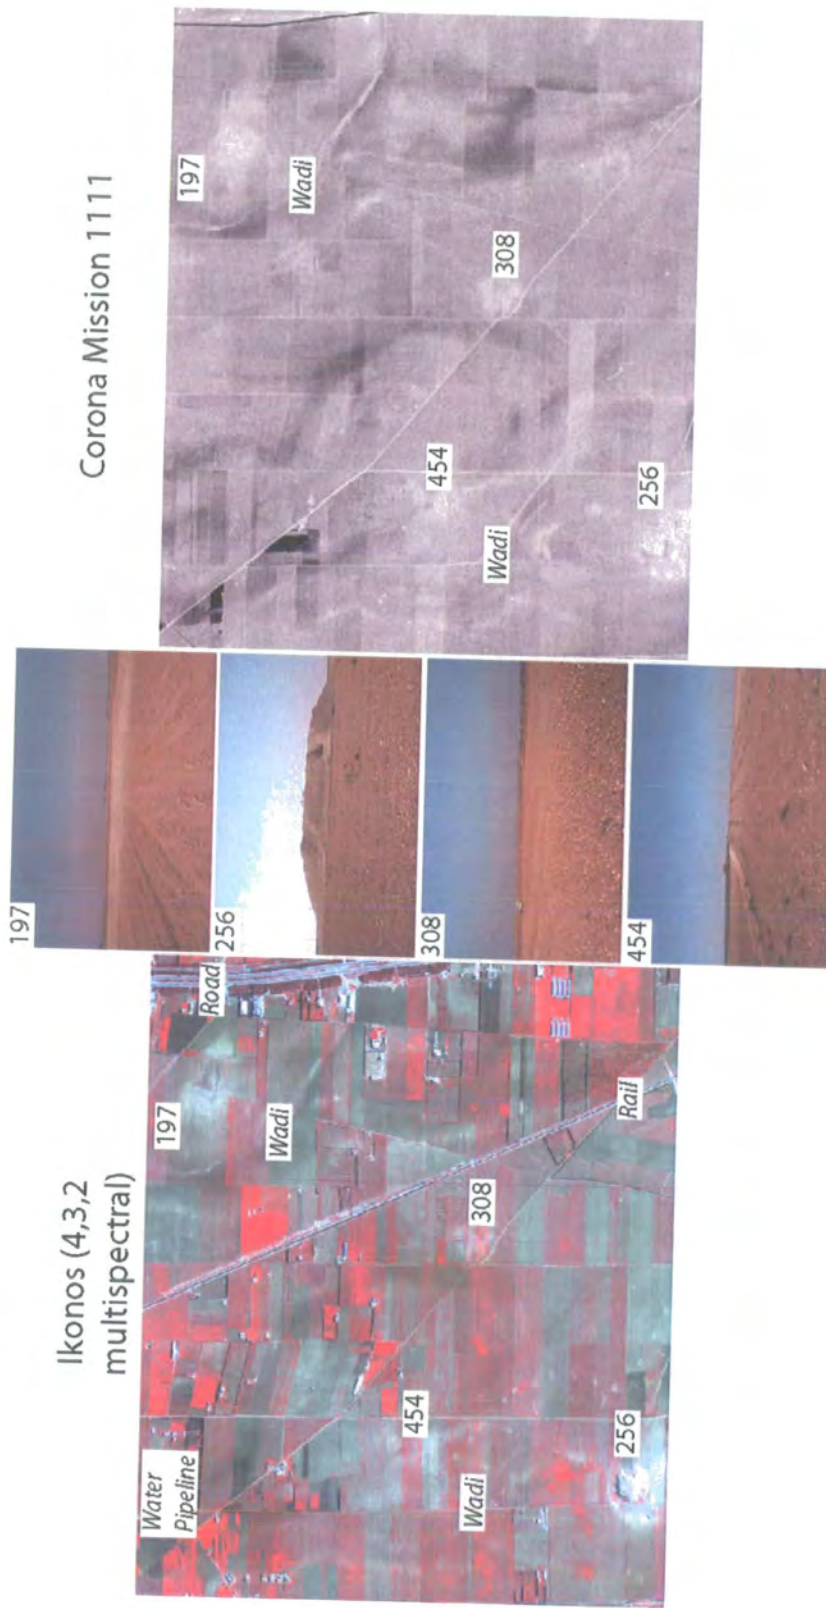 Ikonos (4,3,2
multispectral)
Water
Pipeline
197
Road
Wadi
454
308
Wadi
256
Rail
197
256
308
454
Corona Mission 1111
197
Wadi
454
308
Wadi
256